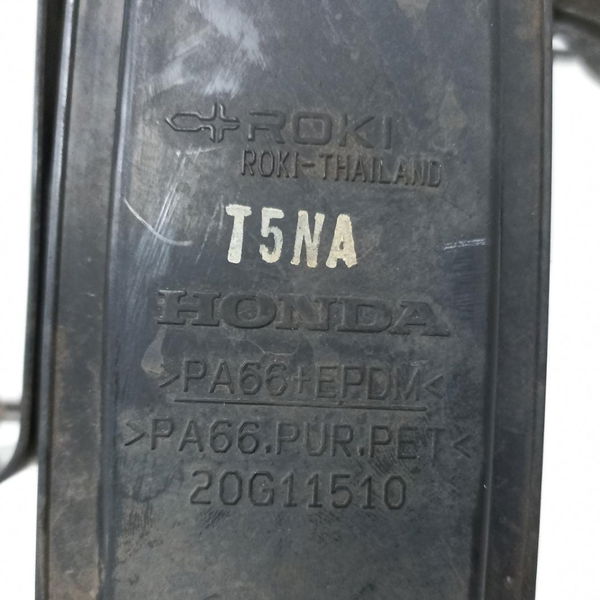 ROKI
ROKI-THAILAND
T5NA
HONDA
>PA66+EPDM<
>PA66.PUR.PET<
20G11510